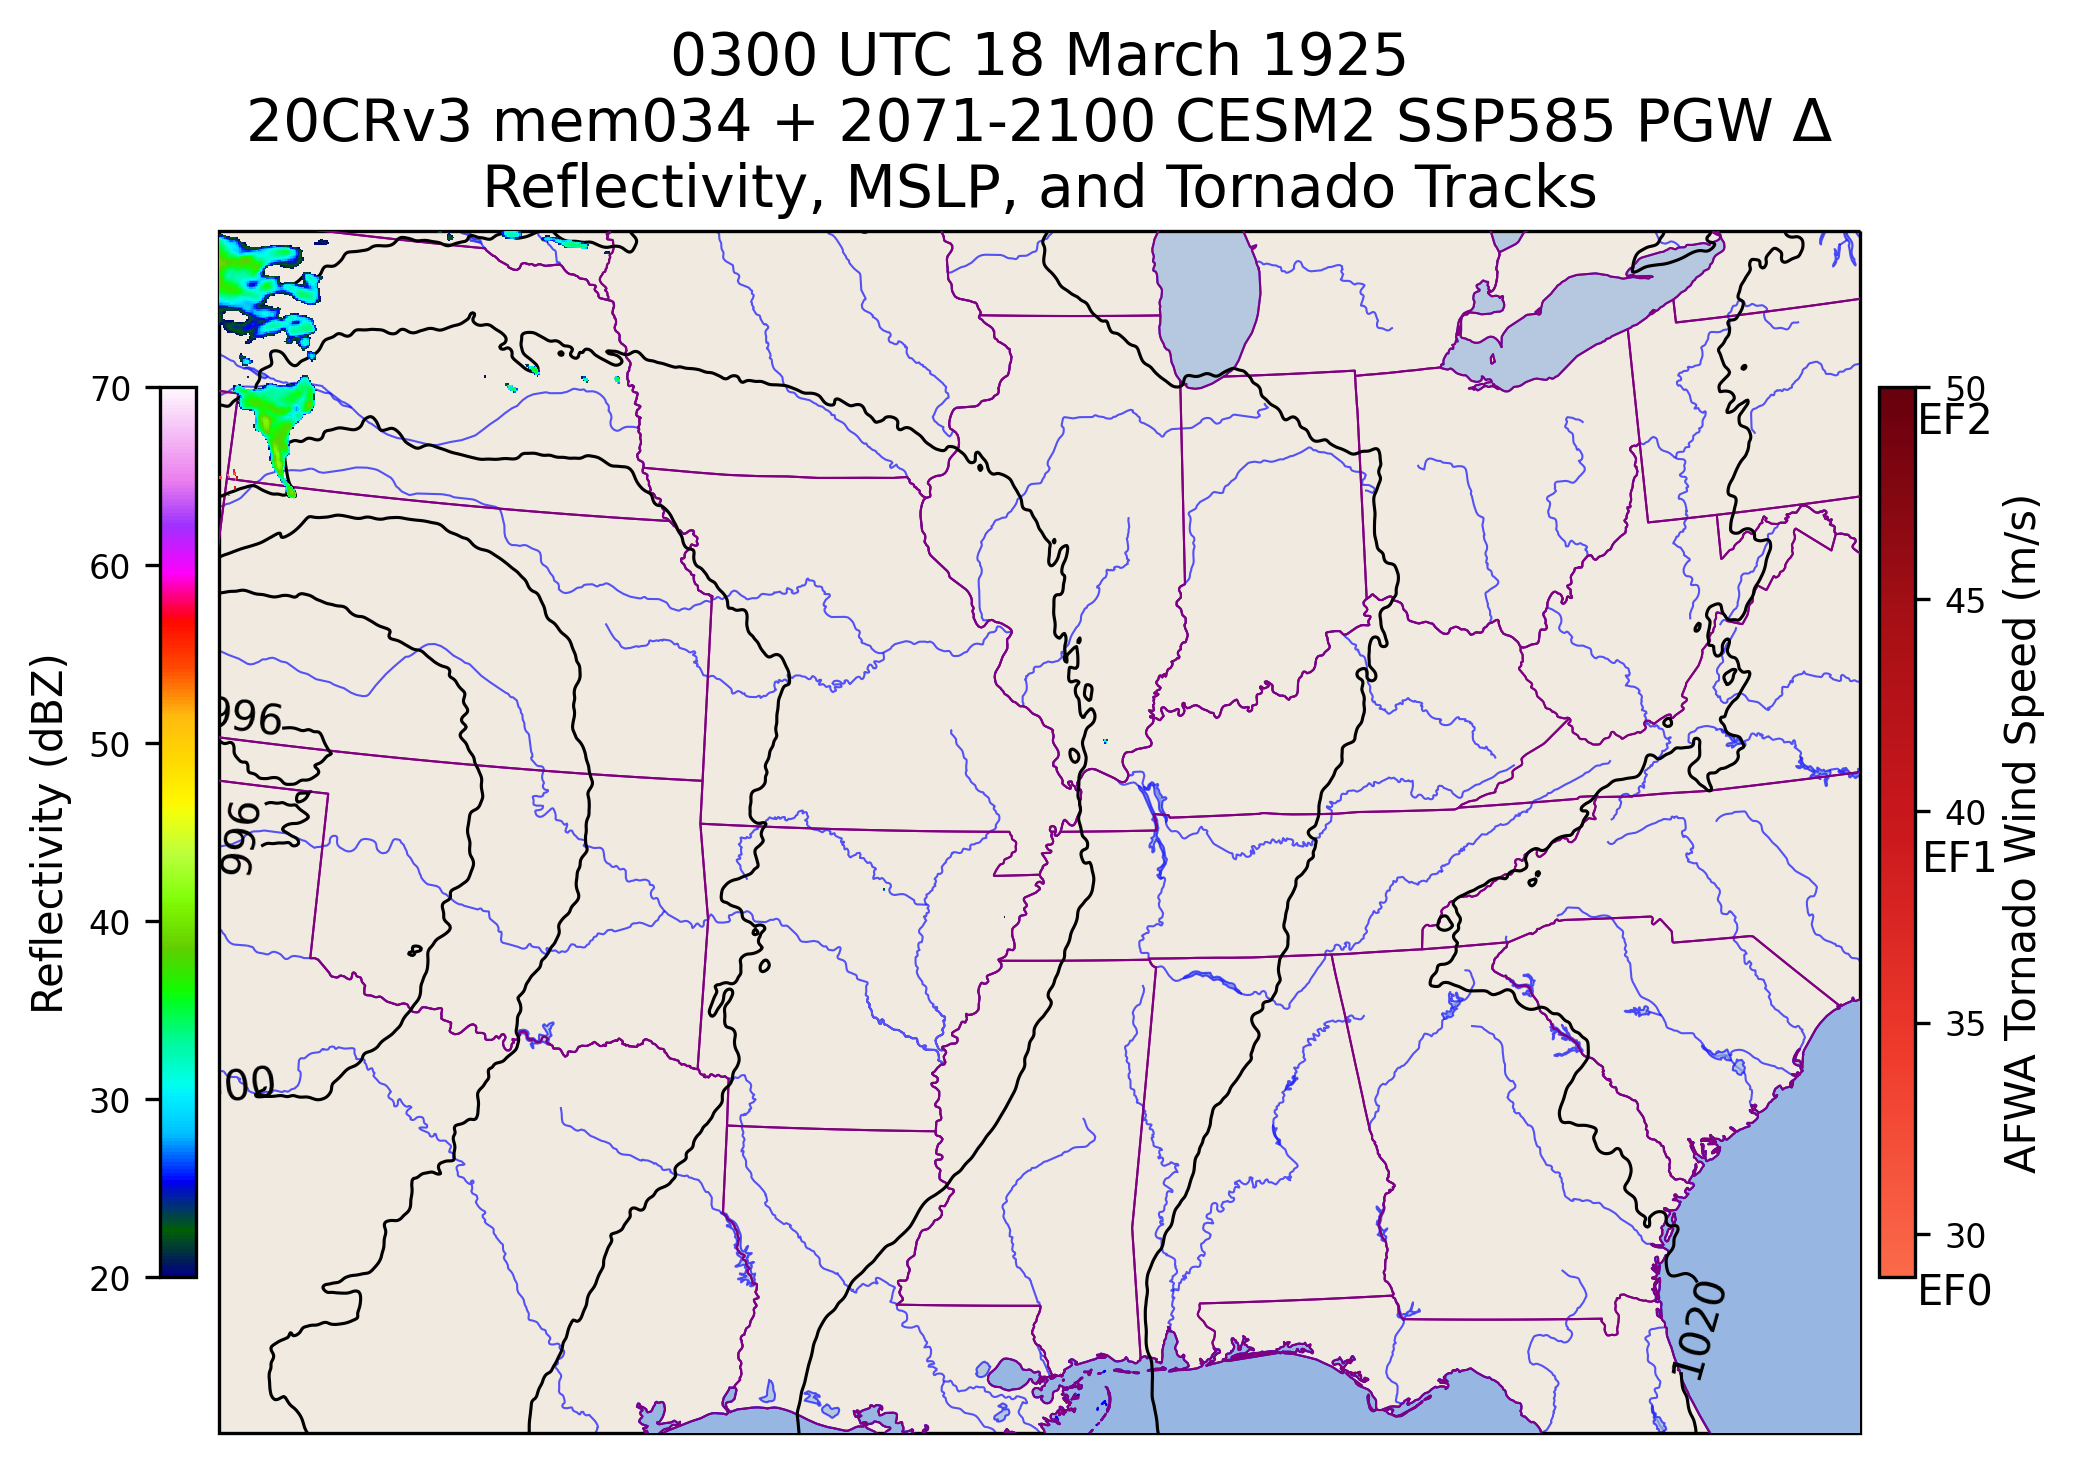 0300 UTC 18 March 1925
20CRv3 mem034 + 2071-2100 CESM2 SSP585 PGW Δ
Reflectivity, MSLP, and Tornado Tracks
70
60
50
40
30
20
Reflectivity (dBZ)
996
996
00
1020
50
EF2
45
40
EF1
35
30
EF0
AFWA Tornado Wind Speed (m/s)